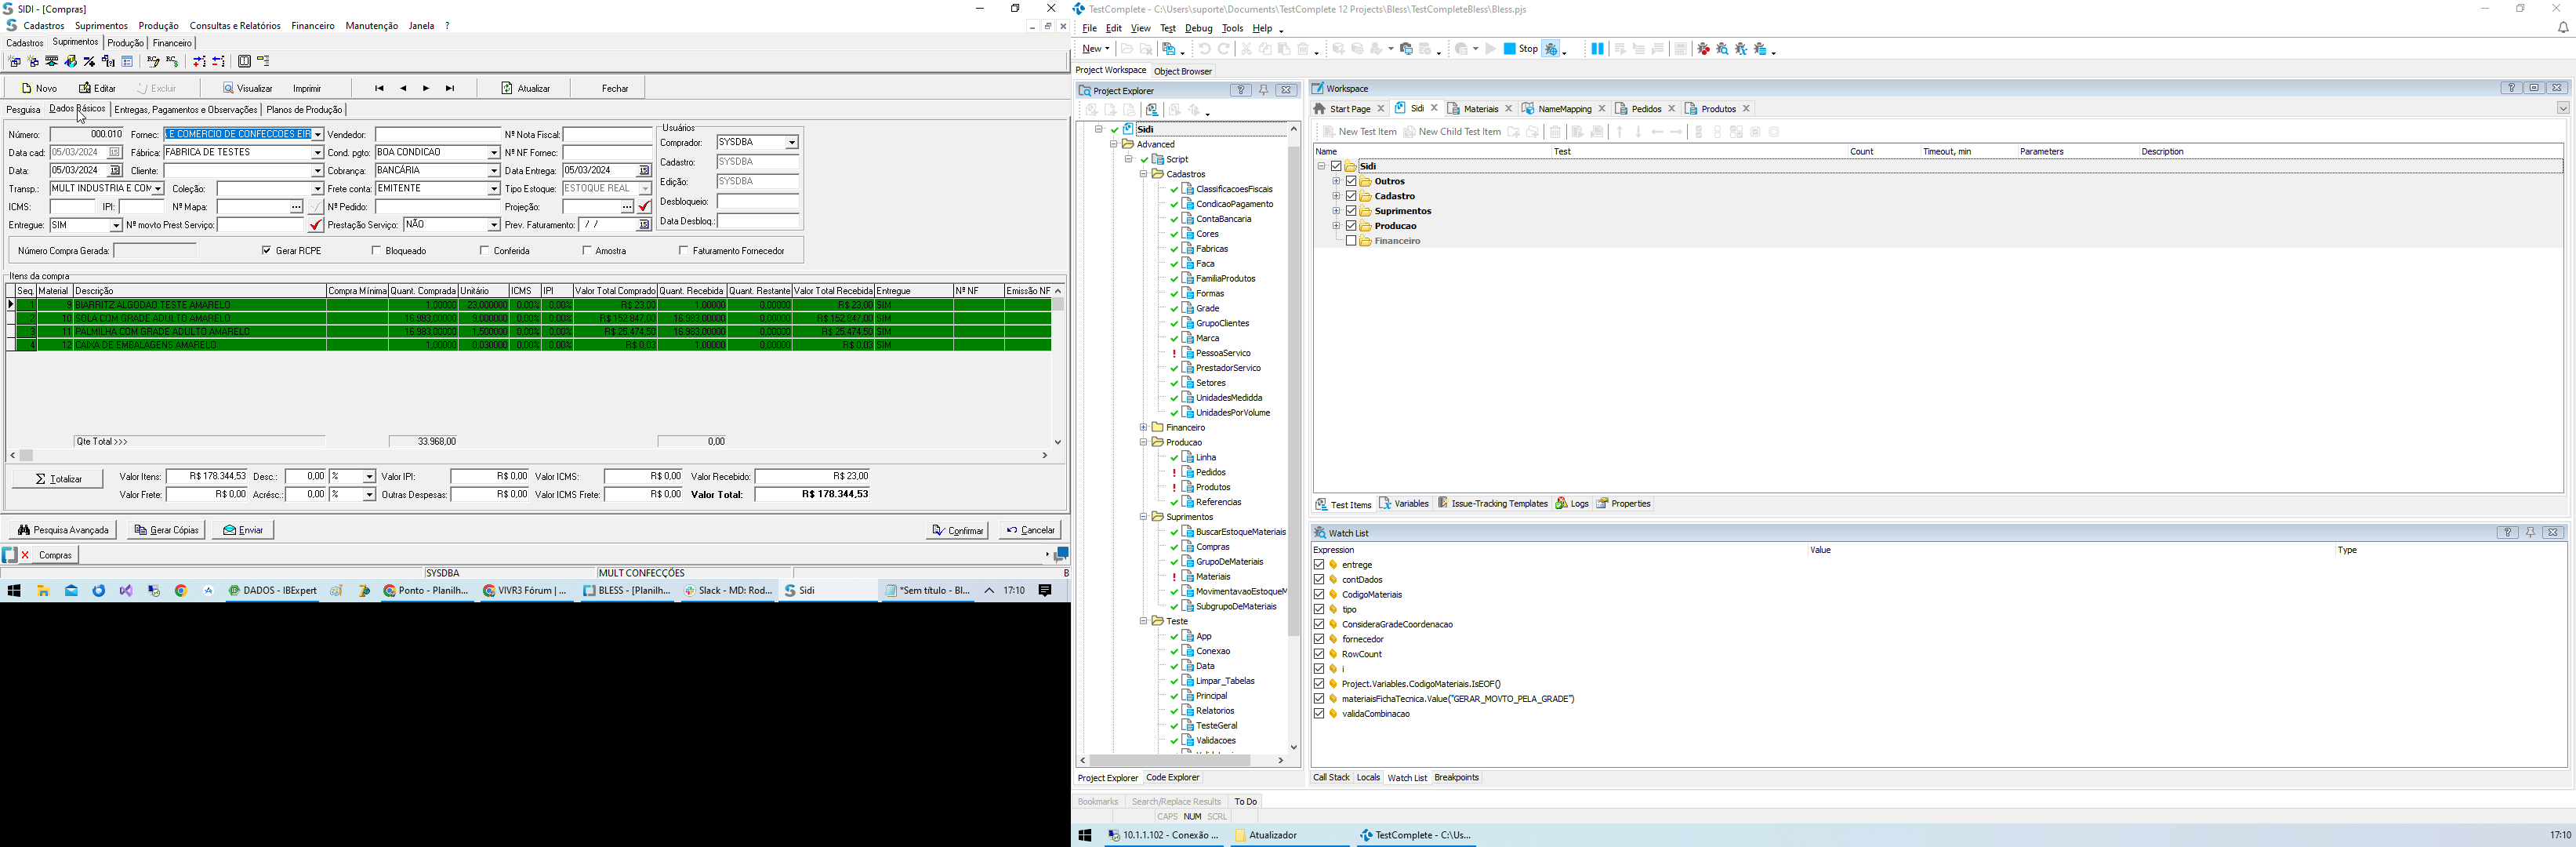 SIDI - [Compras]
Cadastros Suprimentos Produção Consultas e Relatórios Financeiro Manutenção Janela ?
Cadastros Suprimentos Produção Financeiro
Novo Editar Excluir Visualizar Imprimir Atualizar Fechar
Pesquisa Dados Básicos Entregas, Pagamentos e Observações Planos de Produção
Número: 000.010 Fornec: E COMERCIO DE CONFECCOES EIR Vendedor: Nº Nota Fiscal:
Data cad: 05/03/2024 Fábrica: FABRICA DE TESTES Cond. pgto: BOA CONDICAO Nº NF Fornec:
Data: 05/03/2024 Cliente: Cobrança: BANCÁRIA Data Entrega: 05/03/2024
Transp.: MULT INDUSTRIA E COM Coleção: Frete conta: EMITENTE Tipo Estoque: ESTOQUE REAL
ICMS: IPI: Nº Mapa: ... Nº Pedido: Projeção: ...
Entregue: SIM Nº movto Prest Serviço: Prestação Serviço: NÃO Prev. Faturamento: / /
Usuários
Comprador: SYSDBA
Cadastro: SYSDBA
Edição: SYSDBA
Desbloqueio:
Data Desbloq.:
Número Compra Gerada: Gerar RCPE Bloqueado Conferida Amostra Faturamento Fornecedor
Itens da compra
Seq. Material Descrição Compra Mínima Quant. Comprada Unitário ICMS IPI Valor Total Comprado Quant. Recebida Quant. Restante Valor Total Recebida Entregue Nº NF Emissão NF
1 9 BIARRITZ ALGODAO TESTE AMARELO 1,00000 23,000000 0,00% 0,00% R$ 23,00 1,00000 0,00000 R$ 23,00 SIM
2 10 SOLA COM GRADE ADULTO AMARELO 16.983,00000 9,000000 0,00% 0,00% R$ 152.847,00 16.983,00000 0,00000 R$ 152.847,00 SIM
3 11 PALMILHA COM GRADE ADULTO AMARELO 16.983,00000 1,500000 0,00% 0,00% R$ 25.474,50 16.983,00000 0,00000 R$ 25.474,50 SIM
4 12 CAIXA DE EMBALAGENS AMARELO 1,00000 0,030000 0,00% 0,00% R$ 0,03 1,00000 0,00000 R$ 0,03 SIM
Qte Total >>> 33.968,00 0,00
Totalizar Valor Itens: R$ 178.344,53 Desc.: 0,00 % Valor IPI: R$ 0,00 Valor ICMS: R$ 0,00 Valor Recebido: R$ 23,00
Valor Frete: R$ 0,00 Acrésc.: 0,00 % Outras Despesas: R$ 0,00 Valor ICMS Frete: R$ 0,00 Valor Total: R$ 178.344,53
Pesquisa Avançada Gerar Cópias Enviar Confirmar Cancelar
Compras
SYSDBA MULT CONFECÇÕES B
DADOS - IBExpert Ponto - Planilh... VIVR3 Fórum | ... BLESS - [Planilh... Slack - MD: Rod... Sidi *Sem título - Bl... 17:10
TestComplete - C:\Users\suporte\Documents\TestComplete 12 Projects\Bless\TestCompleteBless\Bless.pjs
File Edit View Test Debug Tools Help
New Stop
Project Workspace Object Browser
Project Explorer
Sidi
Advanced
Script
Cadastros
ClassificacoesFiscais
CondicaoPagamento
ContaBancaria
Cores
Fabricas
Faca
FamiliaProdutos
Formas
Grade
GrupoClientes
Marca
PessoaServico
PrestadorServico
Setores
UnidadesMedidda
UnidadesPorVolume
Financeiro
Producao
Linha
Pedidos
Produtos
Referencias
Suprimentos
BuscarEstoqueMateriais
Compras
GrupoDeMateriais
Materiais
MovimentavaoEstoqueM
SubgrupoDeMateriais
Teste
App
Conexao
Data
Limpar_Tabelas
Principal
Relatorios
TesteGeral
Validacoes
Project Explorer Code Explorer
Workspace
Start Page Sidi Materiais NameMapping Pedidos Produtos
New Test Item New Child Test Item
Name Test Count Timeout, min Parameters Description
Sidi
Outros
Cadastro
Suprimentos
Producao
Financeiro
Test Items Variables Issue-Tracking Templates Logs Properties
Watch List
Expression Value Type
entrege
contDados
CodigoMateriais
tipo
ConsideraGradeCoordenacao
fornecedor
RowCount
i
Project.Variables.CodigoMateriais.IsEOF()
materiaisFichaTecnica.Value("GERAR_MOVTO_PELA_GRADE")
validaCombinacao
Call Stack Locals Watch List Breakpoints
Bookmarks Search/Replace Results To Do
CAPS NUM SCRL
10.1.1.102 - Conexão ... Atualizador TestComplete - C:\Us... 17:10